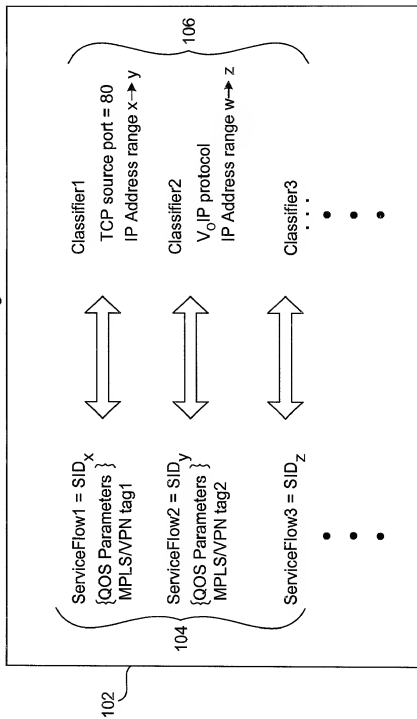 102
104
106
ServiceFlow1 = SIDx
{QOS Parameters }
MPLS/VPN tag1
Classifier1
TCP source port = 80
IP Address range x→ y
ServiceFlow2 = SIDy
{QOS Parameters }
MPLS/VPN tag2
Classifier2
VoIP protocol
IP Address range w→ z
ServiceFlow3 = SIDz
Classifier3